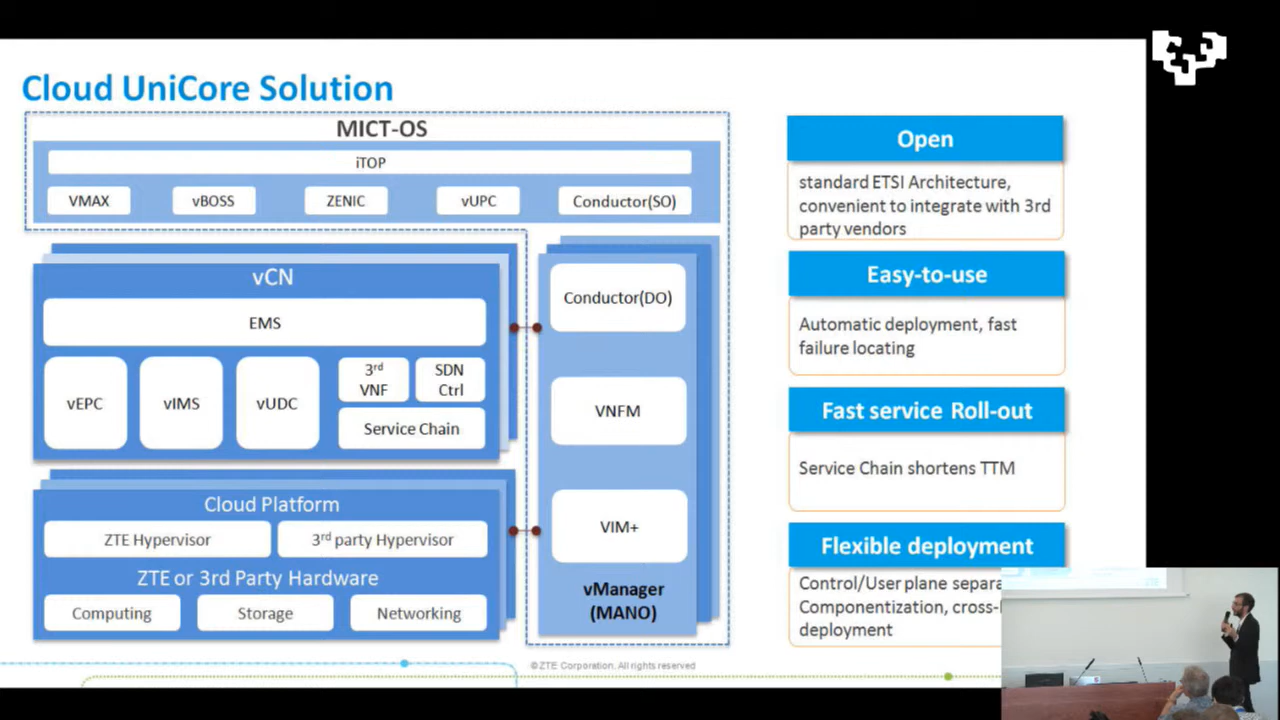 Cloud UniCore Solution
MICT-OS
iTOP
VMAX
vBOSS
ZENIC
vUPC
Conductor(SO)
vCN
EMS
vEPC
vIMS
vUDC
3rd
VNF
SDN
Ctrl
Service Chain
Cloud Platform
ZTE Hypervisor
3rd party Hypervisor
ZTE or 3rd Party Hardware
Computing
Storage
Networking
Conductor(DO)
VNFM
VIM+
vManager
(MANO)
Open
standard ETSI Architecture,
convenient to integrate with 3rd
party vendors
Easy-to-use
Automatic deployment, fast
failure locating
Fast service Roll-out
Service Chain shortens TTM
Flexible deployment
Control/User plane
Componentization,
deployment
© ZTE Corporation. All rights reserved